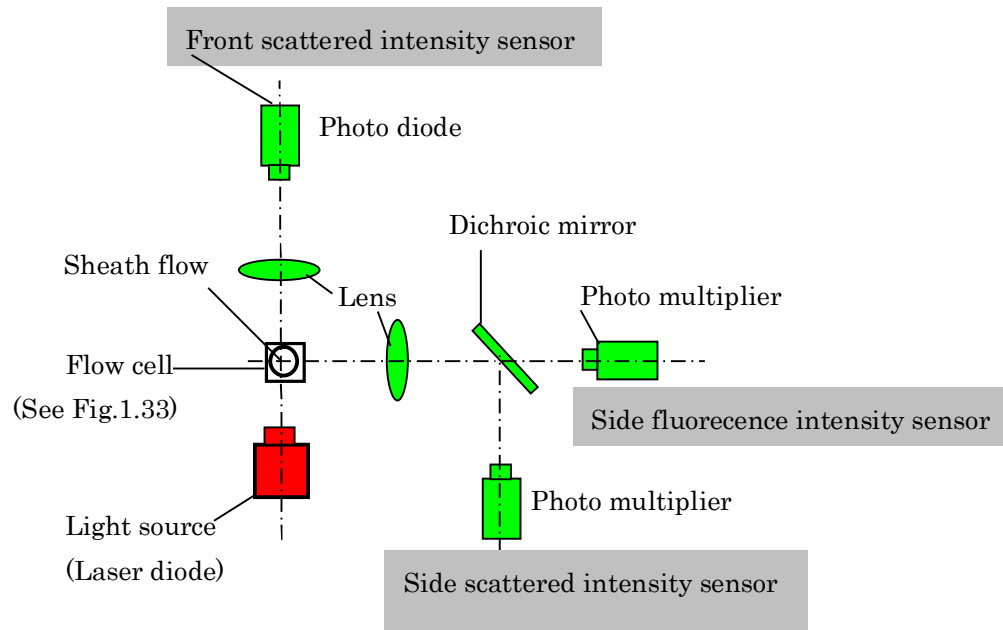 Front scattered intensity sensor
Photo diode
Dichroic mirror
Sheath flow
Lens
Photo multiplier
Flow cell
(See Fig.1.33)
Side fluorecence intensity sensor
Photo multiplier
Light source
(Laser diode)
Side scattered intensity sensor